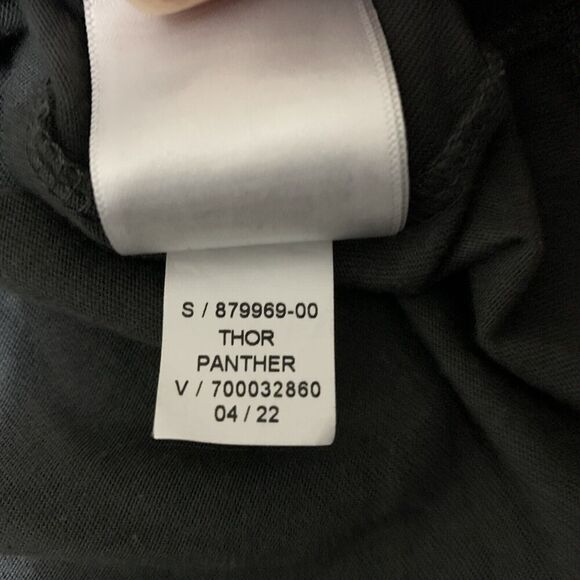 S / 879969-00
THOR
PANTHER
V / 700032860
04 / 22